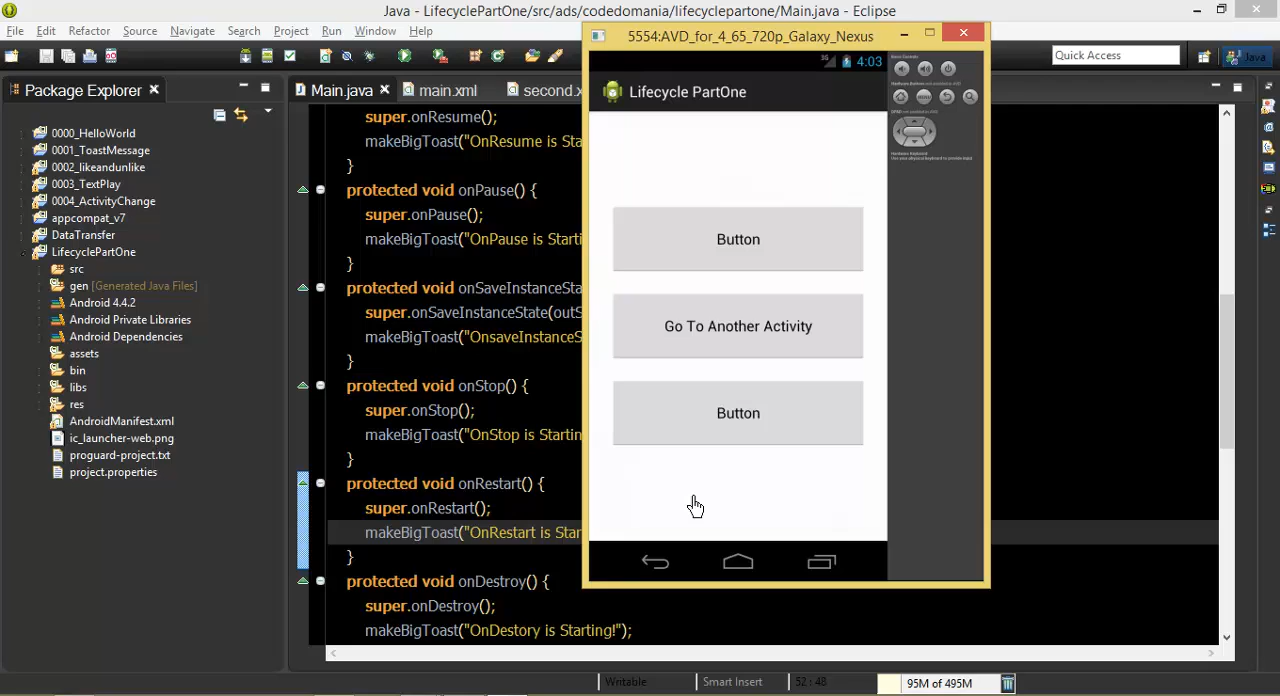 Java - LifecyclePartOne/src/ads/codedomania/lifecyclepartone/Main.java - Eclipse
File Edit Refactor Source Navigate Search Project Run Window Help
Quick Access
Java
Package Explorer
0000_HelloWorld
0001_ToastMessage
0002_likeandunlike
0003_TextPlay
0004_ActivityChange
appcompat_v7
DataTransfer
LifecyclePartOne
src
gen [Generated Java Files]
Android 4.4.2
Android Private Libraries
Android Dependencies
assets
bin
libs
res
AndroidManifest.xml
ic_launcher-web.png
proguard-project.txt
project.properties
Main.java main.xml second.x
super.onResume();
makeBigToast("OnResume is Sta
}
protected void onPause() {
super.onPause();
makeBigToast("OnPause is Starti
}
protected void onSaveInstanceSta
super.onSaveInstanceState(outS
makeBigToast("OnsaveInstanceS
}
protected void onStop() {
super.onStop();
makeBigToast("OnStop is Startin
}
protected void onRestart() {
super.onRestart();
makeBigToast("OnRestart is Star
}
protected void onDestroy() {
super.onDestroy();
makeBigToast("OnDestory is Starting!");
5554:AVD_for_4_65_720p_Galaxy_Nexus
3G 4:03
Lifecycle PartOne
Button
Go To Another Activity
Button
Writable Smart Insert 52 : 48 95M of 495M